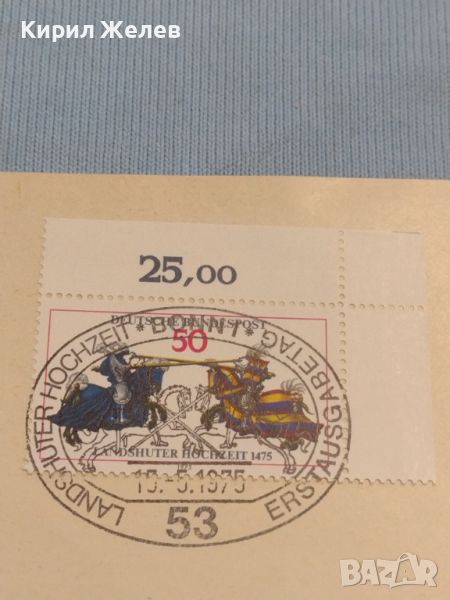 Кирил Желев
25,00
DEUTSCHE BUNDESPOST
50
LANDSHUTER HOCHZEIT 1475
LANDSHUTER HOCHZEIT * BONN 1 * ERSTAUSGABETAG
15.-5.1975
53
BAZAR